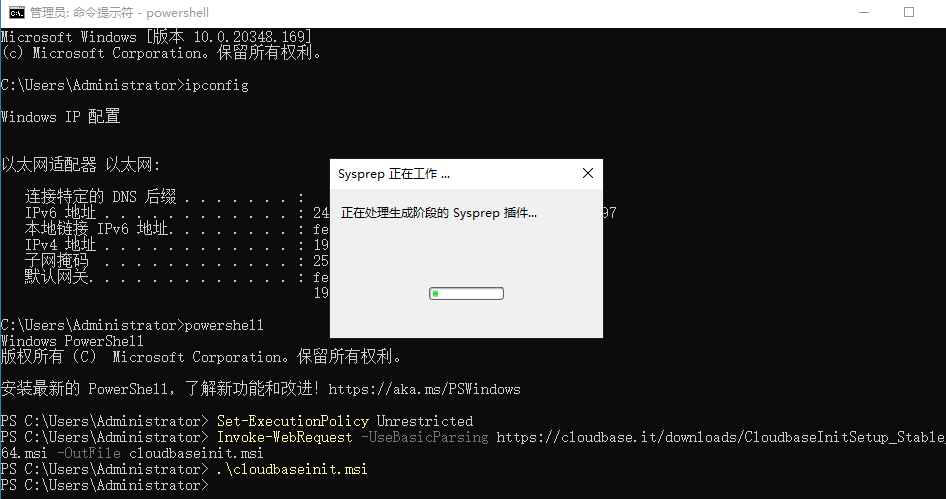 管理员: 命令提示符 - powershell
Microsoft Windows [版本 10.0.20348.169]
(c) Microsoft Corporation。保留所有权利。
C:\Users\Administrator>ipconfig
Windows IP 配置
以太网适配器 以太网:
连接特定的 DNS 后缀 . . . . . . . :
IPv6 地址 . . . . . . . . . . . . : 24
97
本地链接 IPv6 地址. . . . . . . . : fe
IPv4 地址 . . . . . . . . . . . . : 19
子网掩码 . . . . . . . . . . . . : 25
默认网关. . . . . . . . . . . . . : fe
19
Sysprep 正在工作 ...
正在处理生成阶段的 Sysprep 插件...
C:\Users\Administrator>powershell
Windows PowerShell
版权所有 (C) Microsoft Corporation。保留所有权利。
安装最新的 PowerShell，了解新功能和改进！https://aka.ms/PSWindows
PS C:\Users\Administrator> Set-ExecutionPolicy Unrestricted
PS C:\Users\Administrator> Invoke-WebRequest -UseBasicParsing https://cloudbase.it/downloads/CloudbaseInitSetup_Stable_
64.msi -OutFile cloudbaseinit.msi
PS C:\Users\Administrator> .\cloudbaseinit.msi
PS C:\Users\Administrator>